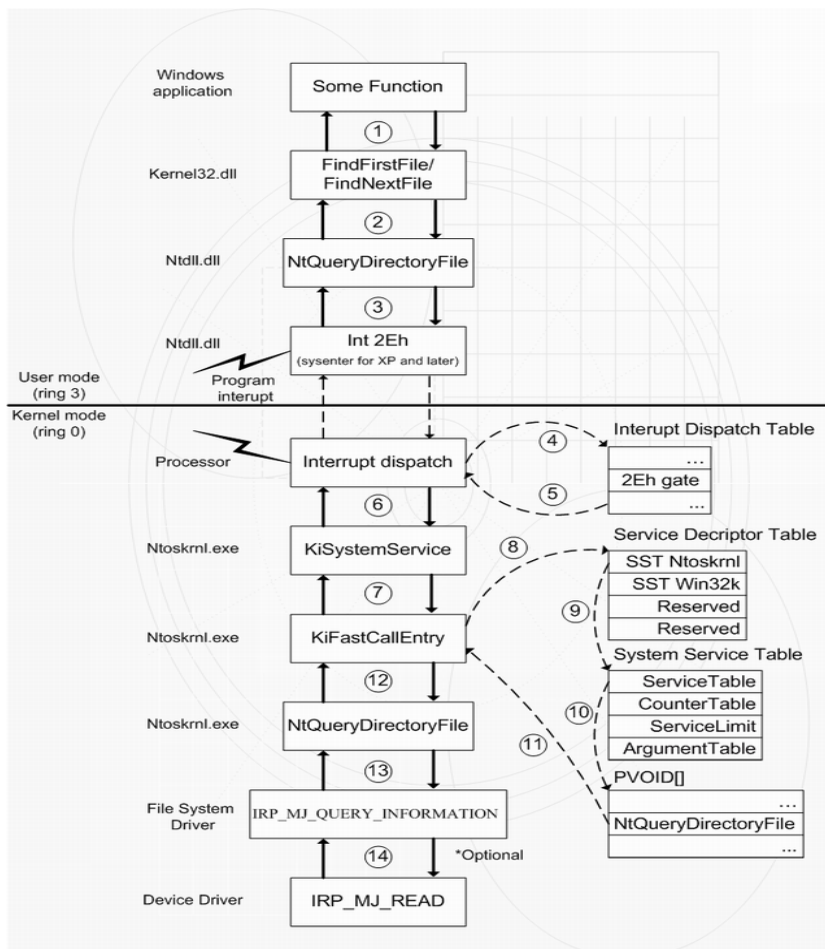 Windows
application
Some Function
1
Kernel32.dll
FindFirstFile/
FindNextFile
2
Ntdll.dll
NtQueryDirectoryFile
3
Ntdll.dll
Int 2Eh
(sysenter for XP and later)
User mode
(ring 3)
Program
interupt
Kernel mode
(ring 0)
Processor
Interrupt dispatch
4
5
Interupt Dispatch Table
...
2Eh gate
...
6
Ntoskrnl.exe
KiSystemService
7
8
Service Decriptor Table
SST Ntoskrnl
SST Win32k
Reserved
Reserved
9
Ntoskrnl.exe
KiFastCallEntry
System Service Table
ServiceTable
CounterTable
ServiceLimit
ArgumentTable
10
11
12
Ntoskrnl.exe
NtQueryDirectoryFile
PVOID[]
...
NtQueryDirectoryFile
...
13
File System
Driver
IRP_MJ_QUERY_INFORMATION
14
*Optional
Device Driver
IRP_MJ_READ